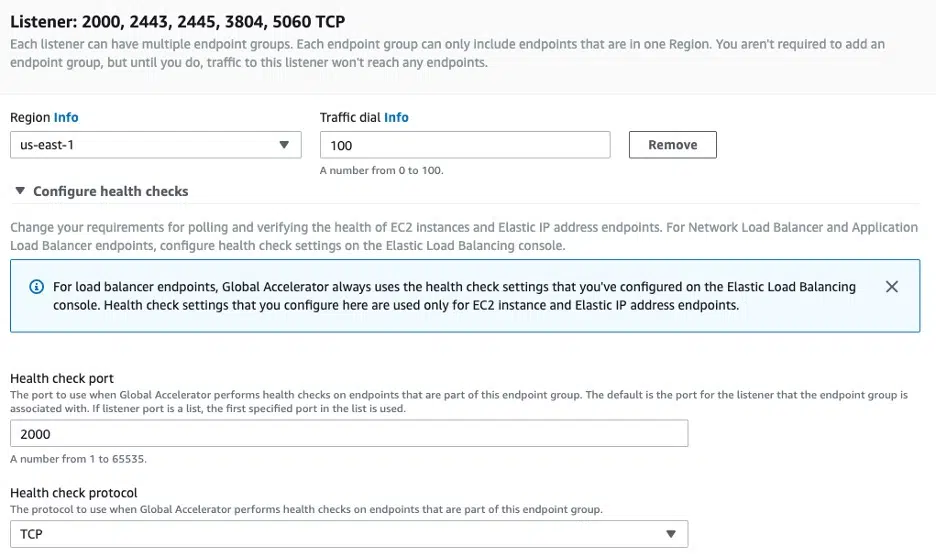 Listener: 2000, 2443, 2445, 3804, 5060 TCP
Each listener can have multiple endpoint groups. Each endpoint group can only include endpoints that are in one Region. You aren't required to add an
endpoint group, but until you do, traffic to this listener won't reach any endpoints.
Region Info
Traffic dial Info
us-east-1
100
Remove
A number from 0 to 100.
Configure health checks
Change your requirements for polling and verifying the health of EC2 instances and Elastic IP address endpoints. For Network Load Balancer and Application
Load Balancer endpoints, configure health check settings on the Elastic Load Balancing console.
For load balancer endpoints, Global Accelerator always uses the health check settings that you've configured on the Elastic Load Balancing
console. Health check settings that you configure here are used only for EC2 instance and Elastic IP address endpoints.
Health check port
The port to use when Global Accelerator performs health checks on endpoints that are part of this endpoint group. The default is the port for the listener that the endpoint group is
associated with. If listener port is a list, the first specified port in the list is used.
2000
A number from 1 to 65535.
Health check protocol
The protocol to use when Global Accelerator performs health checks on endpoints that are part of this endpoint group.
TCP